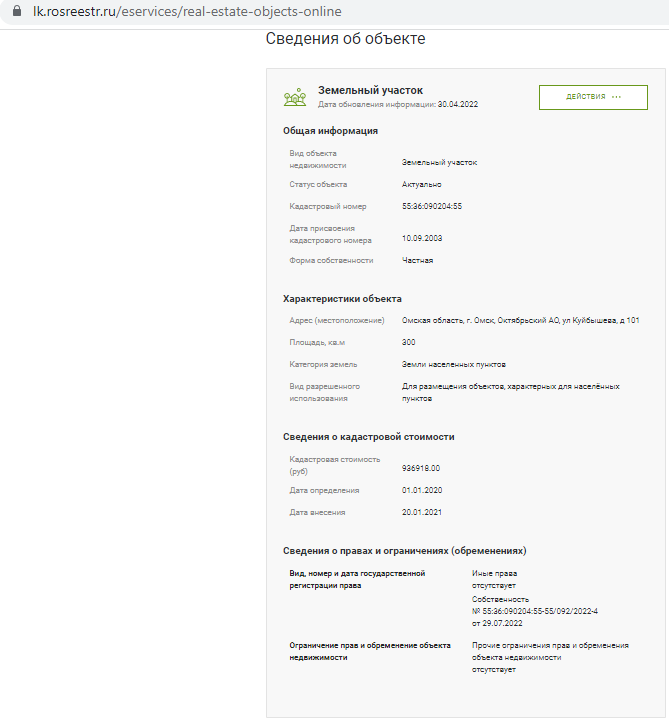 lk.rosreestr.ru/eservices/real-estate-objects-online
Сведения об объекте
Земельный участок
Дата обновления информации: 30.04.2022
ДЕЙСТВИЯ ···
Общая информация
Вид объекта
недвижимости
Земельный участок
Статус объекта
Актуально
Кадастровый номер
55:36:090204:55
Дата присвоения
кадастрового номера
10.09.2003
Форма собственности
Частная
Характеристики объекта
Адрес (местоположение)
Омская область, г. Омск, Октябрьский АО, ул Куйбышева, д 101
Площадь, кв.м
300
Категория земель
Земли населенных пунктов
Вид разрешенного
использования
Для размещения объектов, характерных для населённых
пунктов
Сведения о кадастровой стоимости
Кадастровая стоимость
(руб)
936918.00
Дата определения
01.01.2020
Дата внесения
20.01.2021
Сведения о правах и ограничениях (обременениях)
Вид, номер и дата государственной
регистрации права
Иные права
отсутствует
Собственность
№ 55:36:090204:55-55/092/2022-4
от 29.07.2022
Ограничение прав и обременение объекта
недвижимости
Прочие ограничения прав и обременения
объекта недвижимости
отсутствует